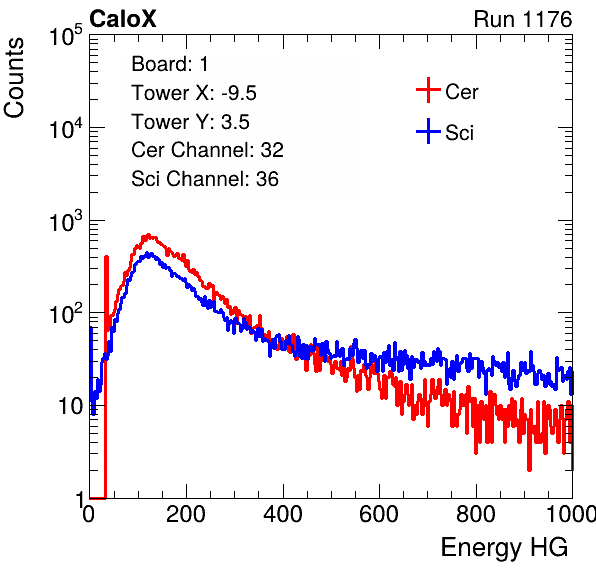 CaloX Run 1176
Counts
10^5
10^4
10^3
10^2
10
1
Board: 1
Tower X: -9.5
Tower Y: 3.5
Cer Channel: 32
Sci Channel: 36
Cer
Sci
0 200 400 600 800 1000
Energy HG